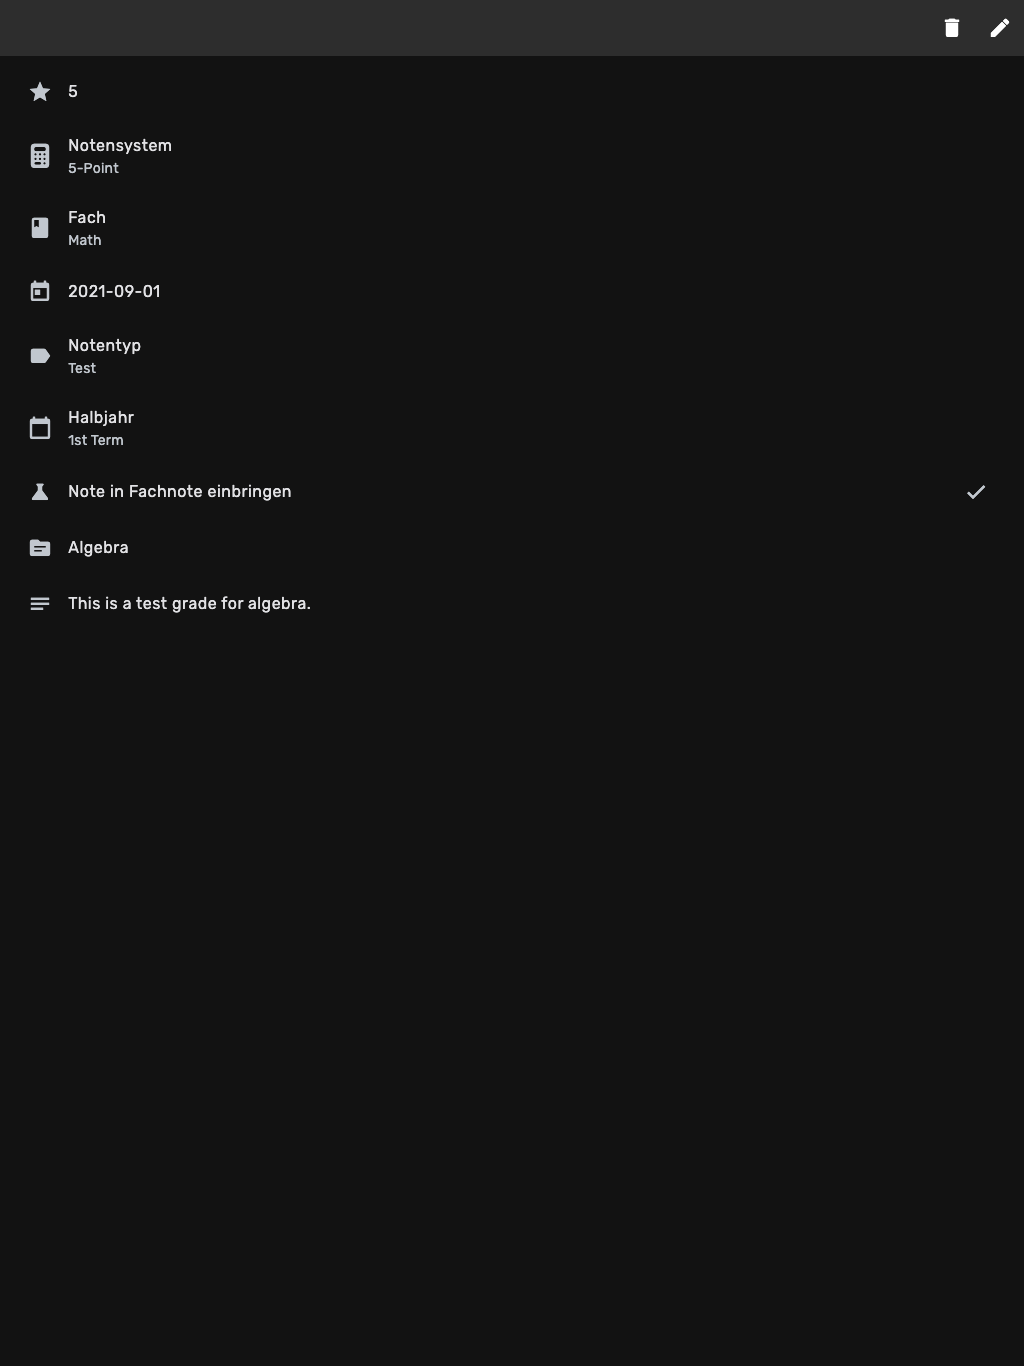 5
Notensystem
5-Point
Fach
Math
2021-09-01
Notentyp
Test
Halbjahr
1st Term
Note in Fachnote einbringen
Algebra
This is a test grade for algebra.